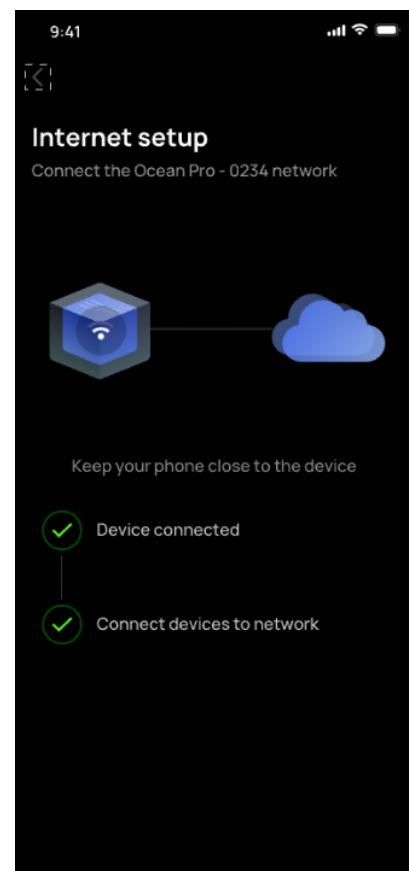 9:41
Internet setup
Connect the Ocean Pro - 0234 network
Keep your phone close to the device
Device connected
Connect devices to network